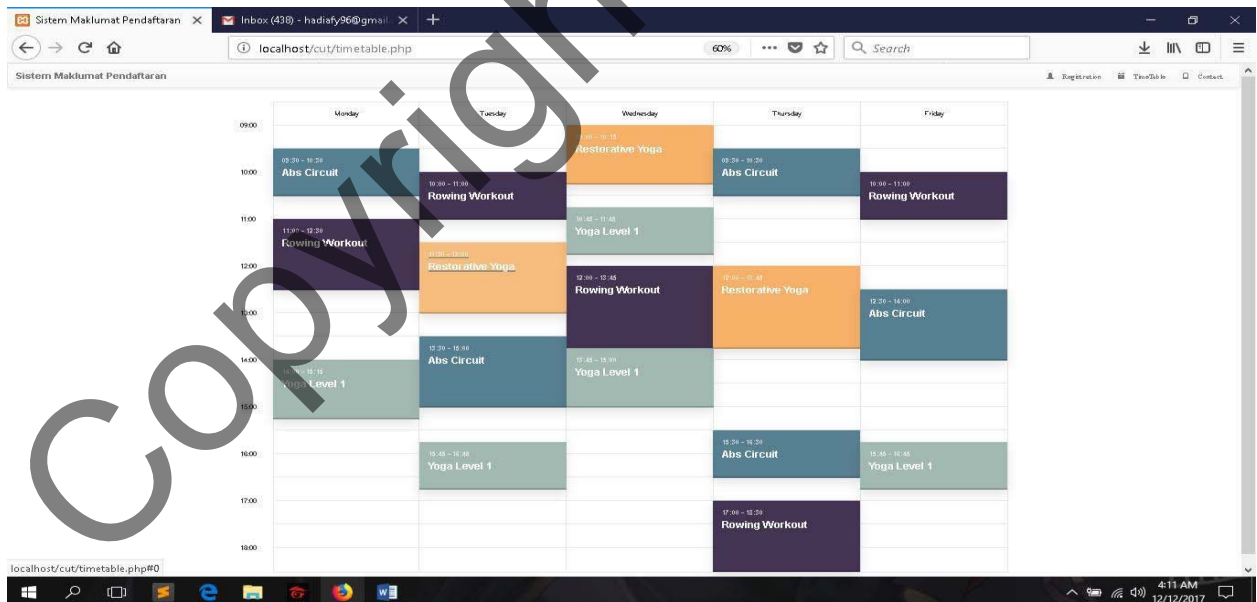 Sistem Maklumat Pendaftaran
Inbox (438) - hadiafy96@gmail.
localhost/cut/timetable.php
60%
Search
Sistem Maklumat Pendaftaran
Registration TimeTable Contact
Monday Tuesday Wednesday Thursday Friday
09:00
Restorative Yoga
09:30 - 10:30
Abs Circuit
09:30 - 10:30
Abs Circuit
10:00
10:00 - 11:00
Rowing Workout
10:00 - 11:00
Rowing Workout
11:00
10:45 - 11:45
Yoga Level 1
11:00 - 12:30
Rowing Workout
Restorative Yoga
12:00
12:00 - 13:45
Rowing Workout
12:00 - 13:45
Restorative Yoga
12:30 - 14:00
Abs Circuit
13:00
13:30 - 15:00
Abs Circuit
14:00
13:45 - 15:00
Yoga Level 1
Yoga Level 1
15:00
15:30 - 16:30
Abs Circuit
16:00
15:45 - 16:45
Yoga Level 1
15:45 - 16:45
Yoga Level 1
17:00
17:00 - 18:30
Rowing Workout
18:00
localhost/cut/timetable.php#0
4:11 AM
12/12/2017
Copyrigh